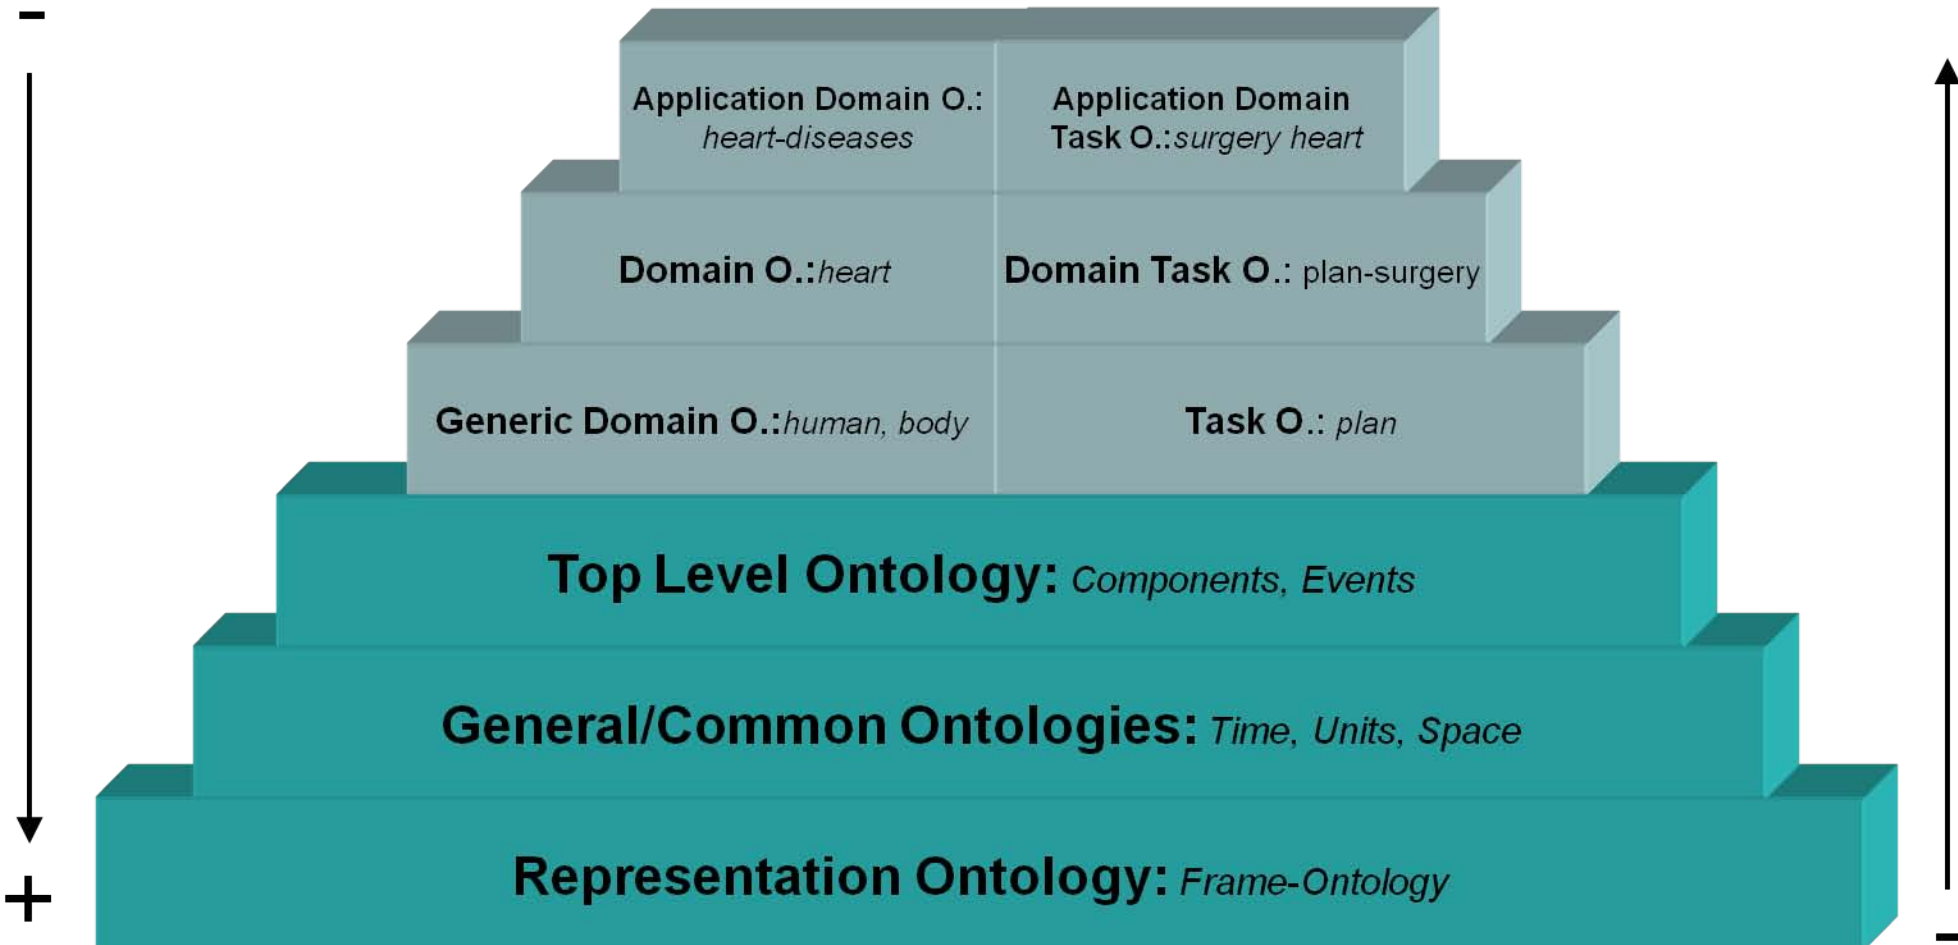 -
Application Domain O.:
heart-diseases
Application Domain
Task O.:surgery heart
Domain O.:heart
Domain Task O.: plan-surgery
Generic Domain O.:human, body
Task O.: plan
Top Level Ontology: Components, Events
General/Common Ontologies: Time, Units, Space
Representation Ontology: Frame-Ontology
+
-